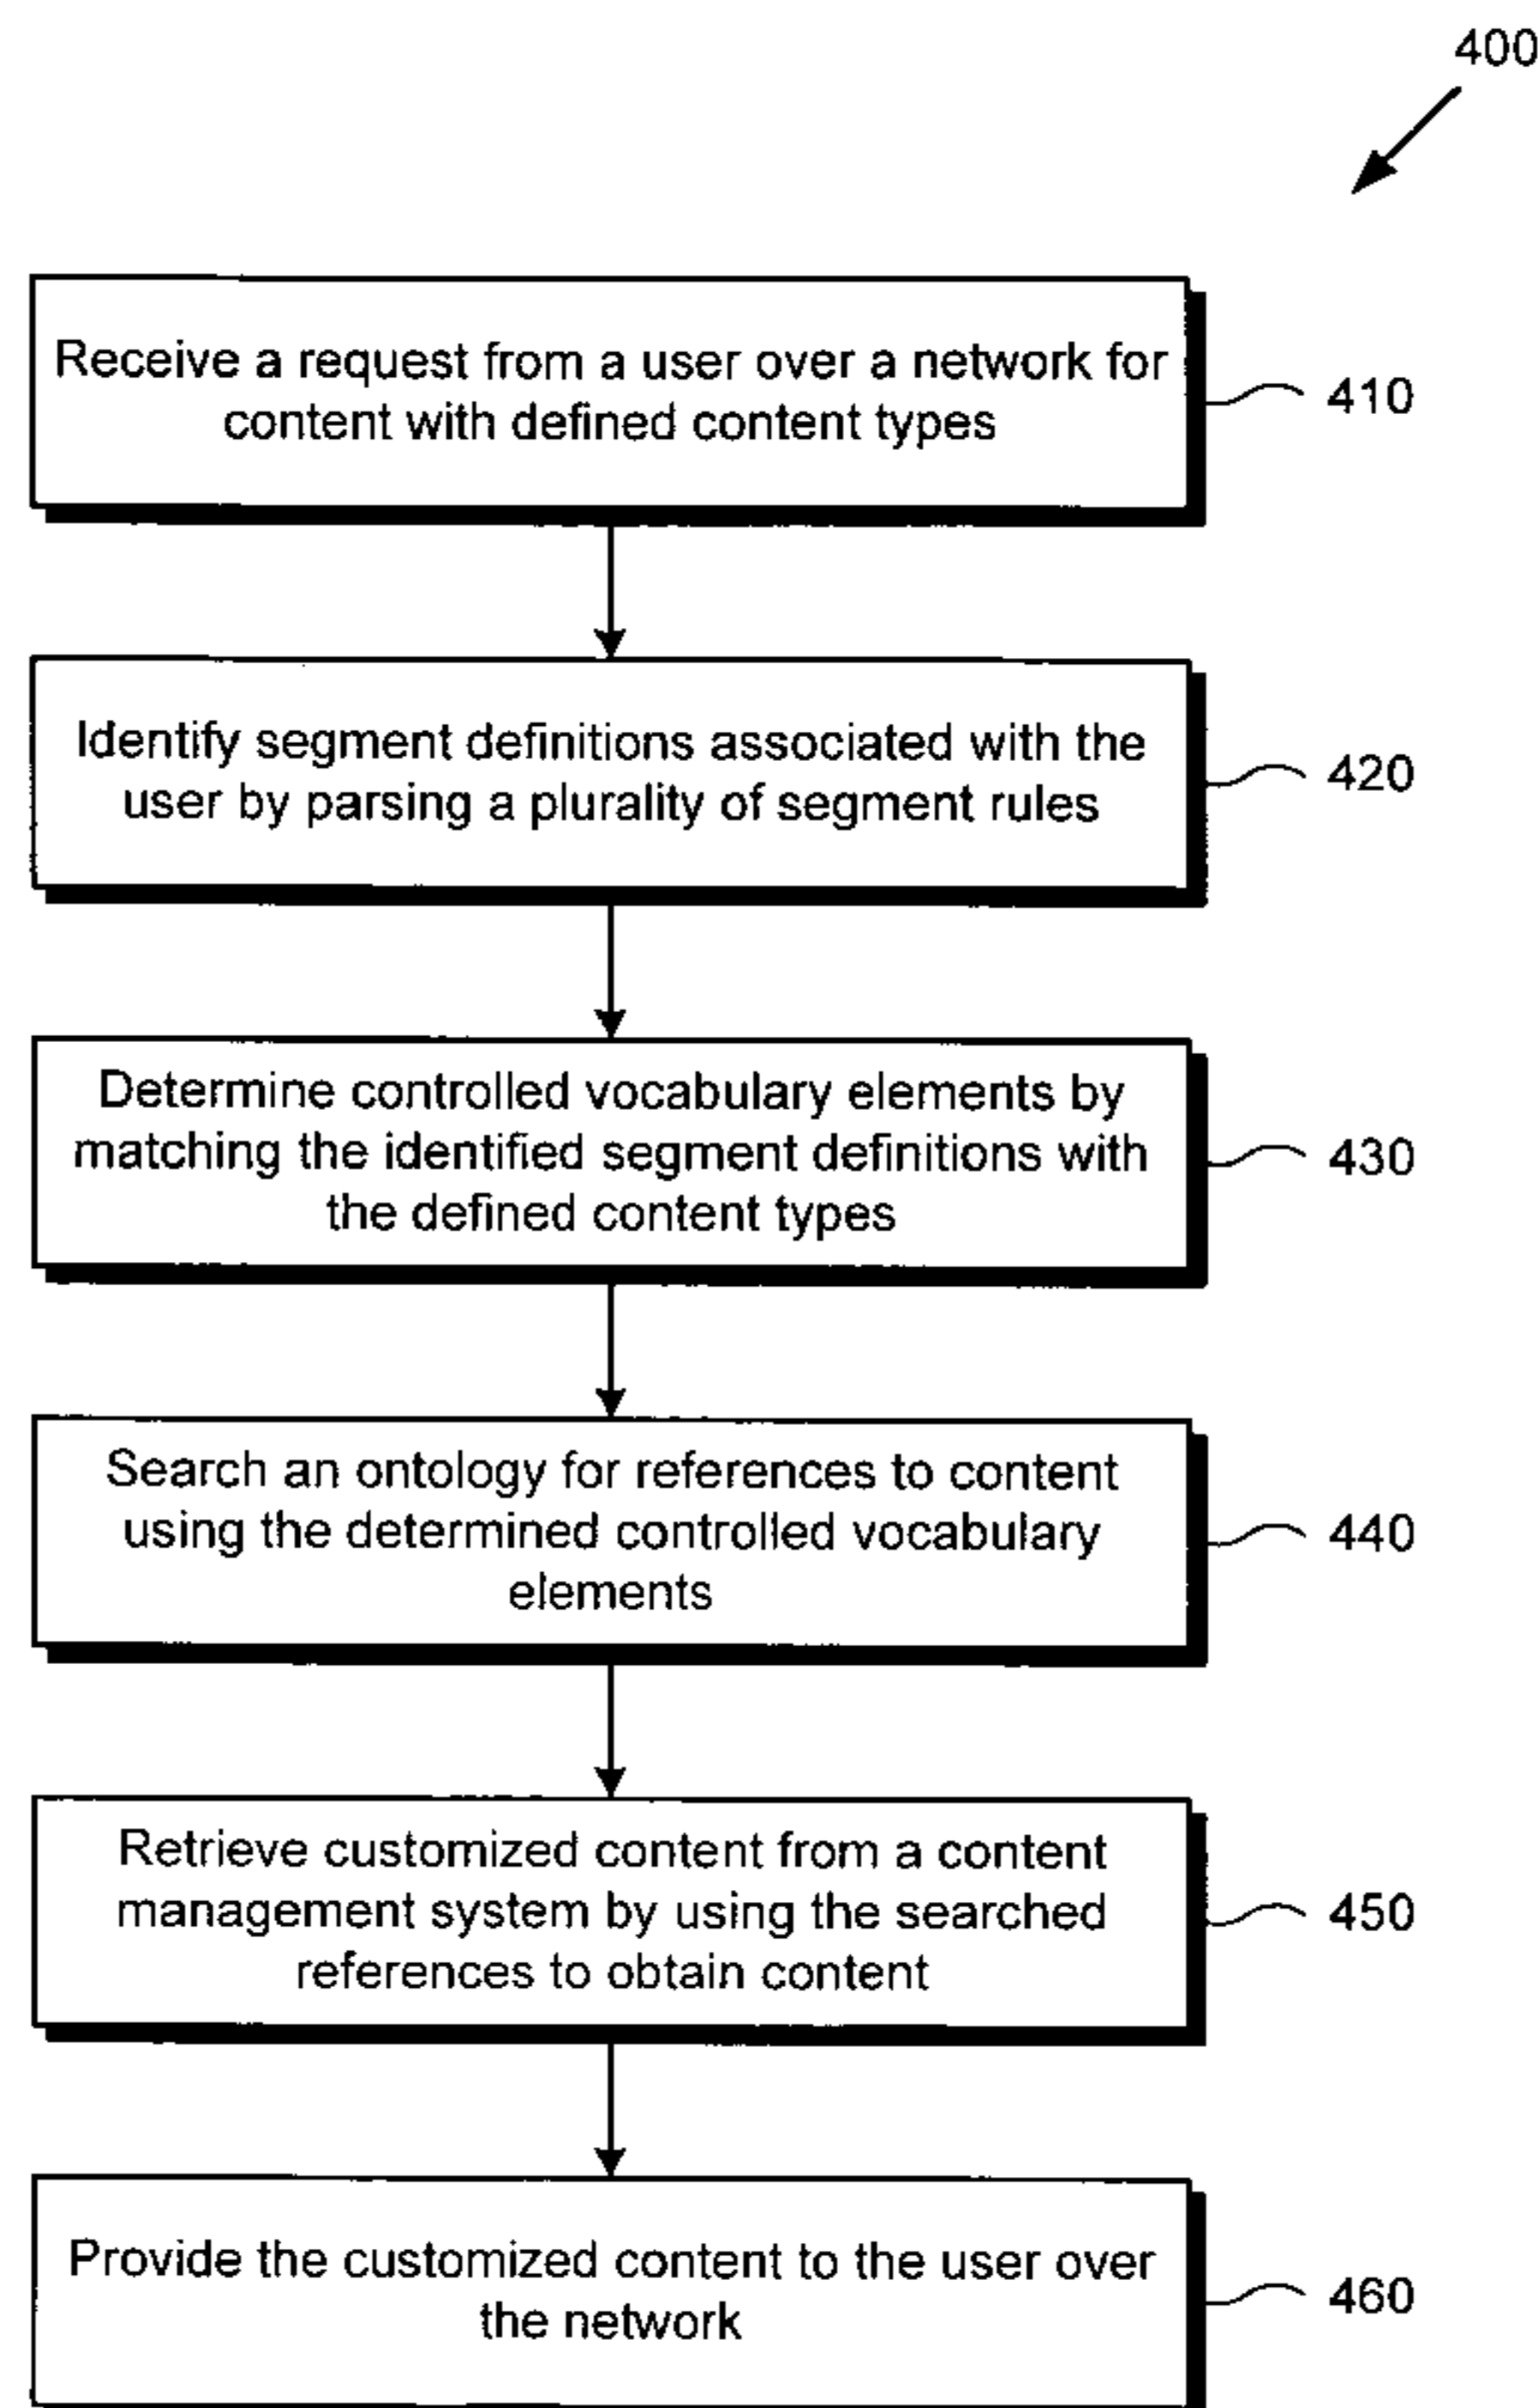 400
Receive a request from a user over a network for
content with defined content types
410
Identify segment definitions associated with the
user by parsing a plurality of segment rules
420
Determine controlled vocabulary elements by
matching the identified segment definitions with
the defined content types
430
Search an ontology for references to content
using the determined controlled vocabulary
elements
440
Retrieve customized content from a content
management system by using the searched
references to obtain content
450
Provide the customized content to the user over
the network
460